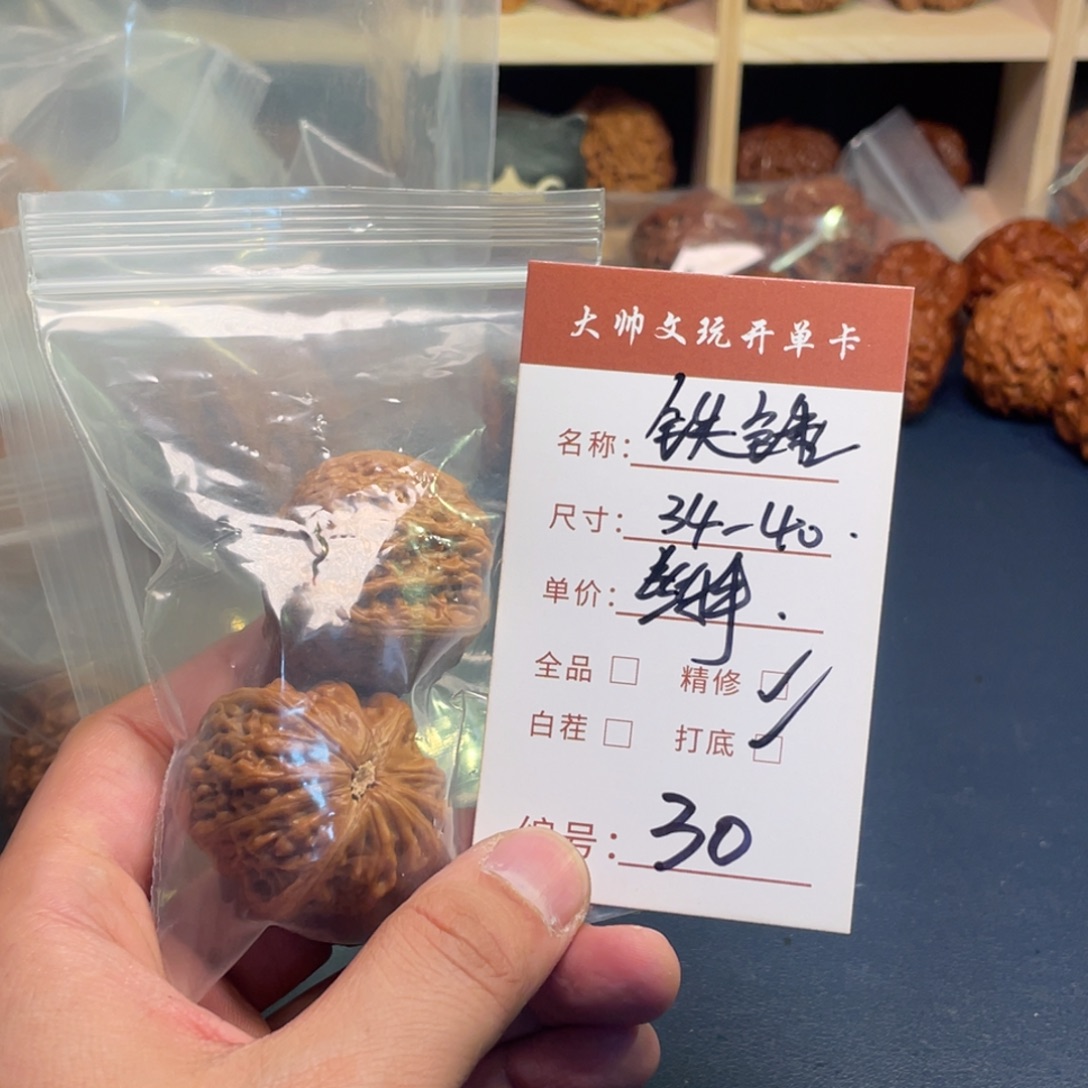 大帅文玩开单卡
名称：铁锥
尺寸：34-40.
单价：
全品 □ 精修 ✓
白茬 □ 打底 ✓
编号：30